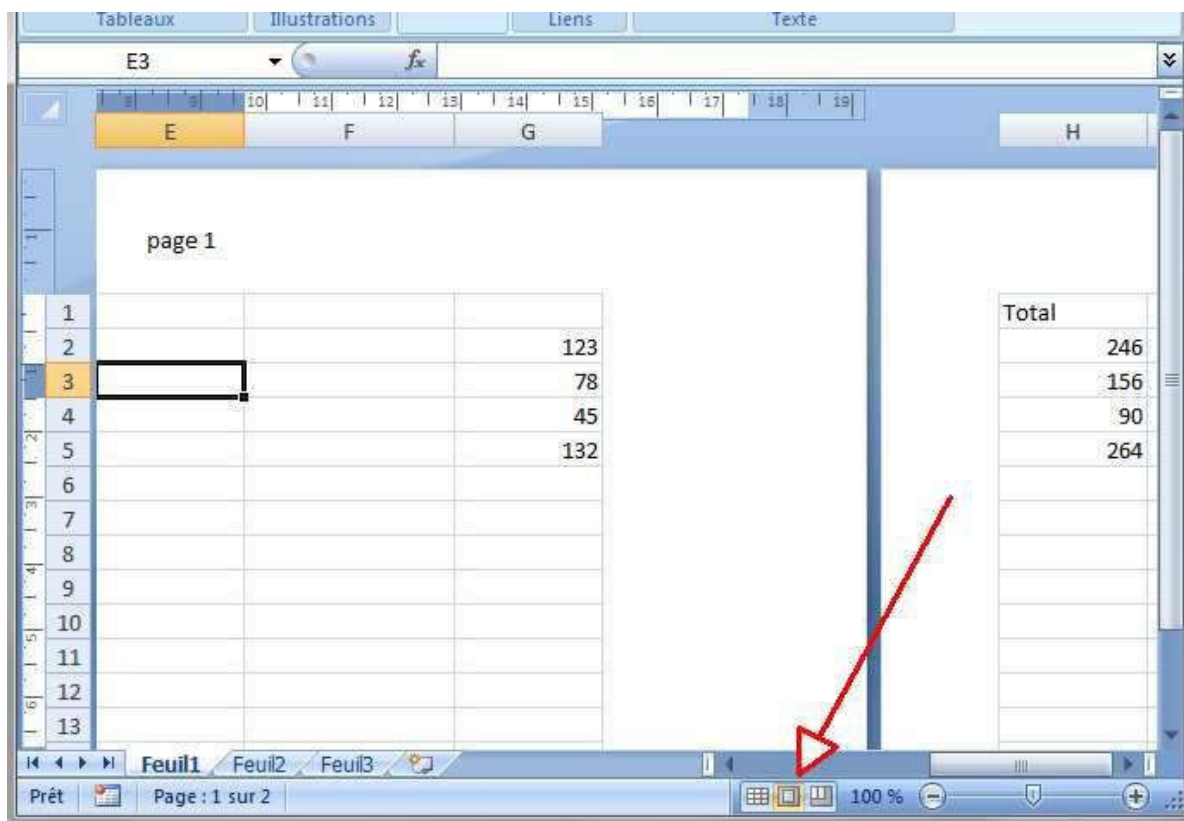 Tableaux Illustrations Liens Texte
E3 fx
8 9 10 11 12 13 14 15 16 17 18 19
E F G H
page 1
1 Total
2 123 246
3 78 156
4 45 90
5 132 264
6
7
8
9
10
11
12
13
Feuil1 Feuil2 Feuil3
Prêt Page : 1 sur 2 100 %